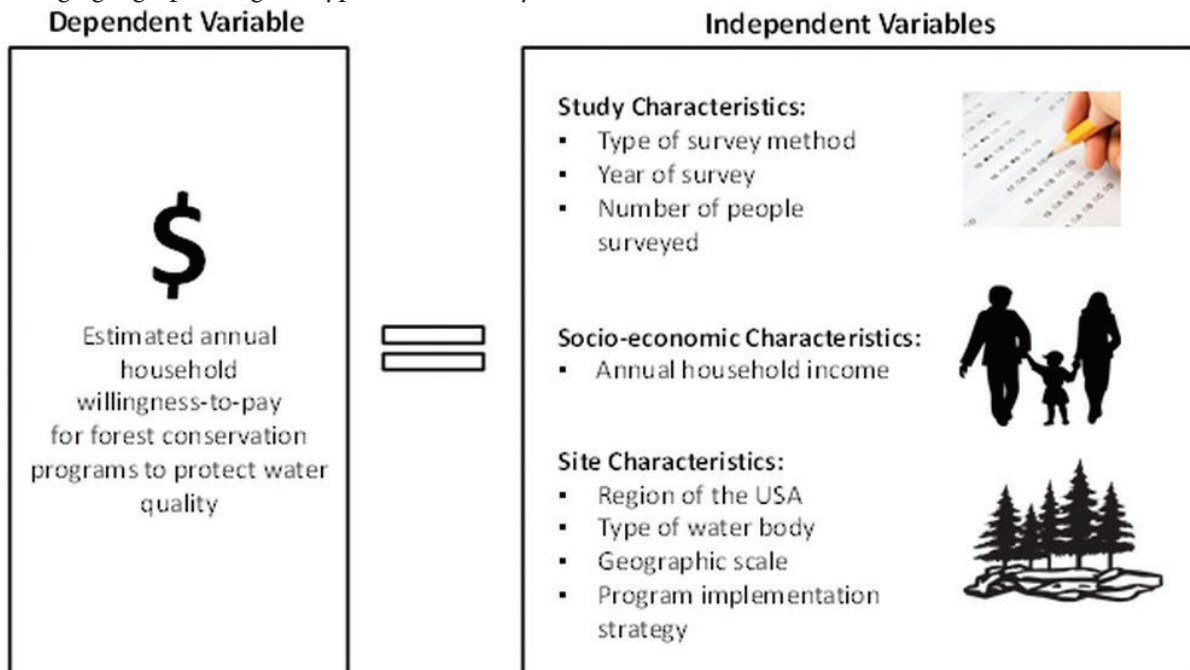 Dependent Variable
Independent Variables
$
Estimated annual
household
willingness-to-pay
for forest conservation
programs to protect water
quality
Study Characteristics:
▪ Type of survey method
▪ Year of survey
▪ Number of people
surveyed
Socio-economic Characteristics:
▪ Annual household income
Site Characteristics:
▪ Region of the USA
▪ Type of water body
▪ Geographic scale
▪ Program implementation
strategy